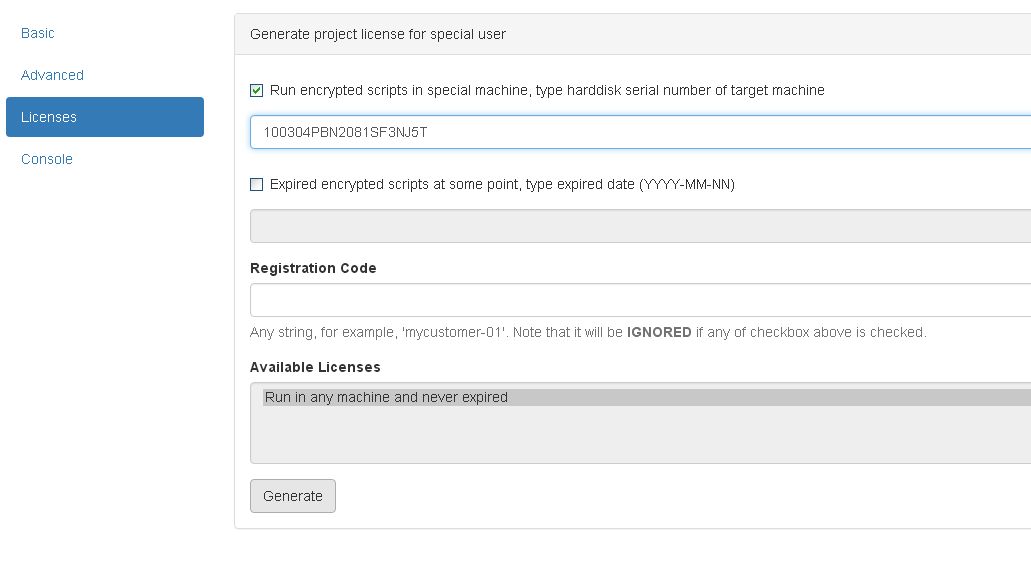 Basic
Advanced
Licenses
Console
Generate project license for special user
Run encrypted scripts in special machine, type harddisk serial number of target machine
100304PBN2081SF3NJ5T
Expired encrypted scripts at some point, type expired date (YYYY-MM-NN)
Registration Code
Any string, for example, 'mycustomer-01'. Note that it will be IGNORED if any of checkbox above is checked.
Available Licenses
Run in any machine and never expired
Generate